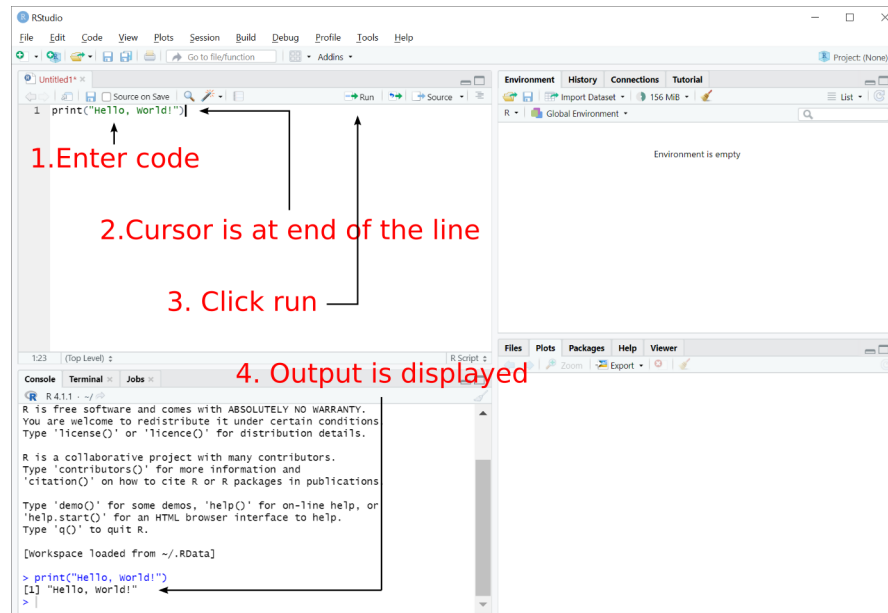 RStudio
File Edit Code View Plots Session Build Debug Profile Tools Help
Go to file/function Addins Project: (None)
Untitled1*
Source on Save Run Source
1 print("Hello, World!")
1.Enter code
2.Cursor is at end of the line
3. Click run
1:23 (Top Level) R Script
4. Output is displayed
Console Terminal Jobs
R 4.1.1 · ~/
R is free software and comes with ABSOLUTELY NO WARRANTY.
You are welcome to redistribute it under certain conditions
Type 'license()' or 'licence()' for distribution details.
R is a collaborative project with many contributors.
Type 'contributors()' for more information and
'citation()' on how to cite R or R packages in publications
Type 'demo()' for some demos, 'help()' for on-line help, or
'help.start()' for an HTML browser interface to help.
Type 'q()' to quit R.
[Workspace loaded from ~/.RData]
> print("Hello, World!")
[1] "Hello, World!"
>
Environment History Connections Tutorial
Import Dataset 156 MiB List
R Global Environment
Environment is empty
Files Plots Packages Help Viewer
Zoom Export